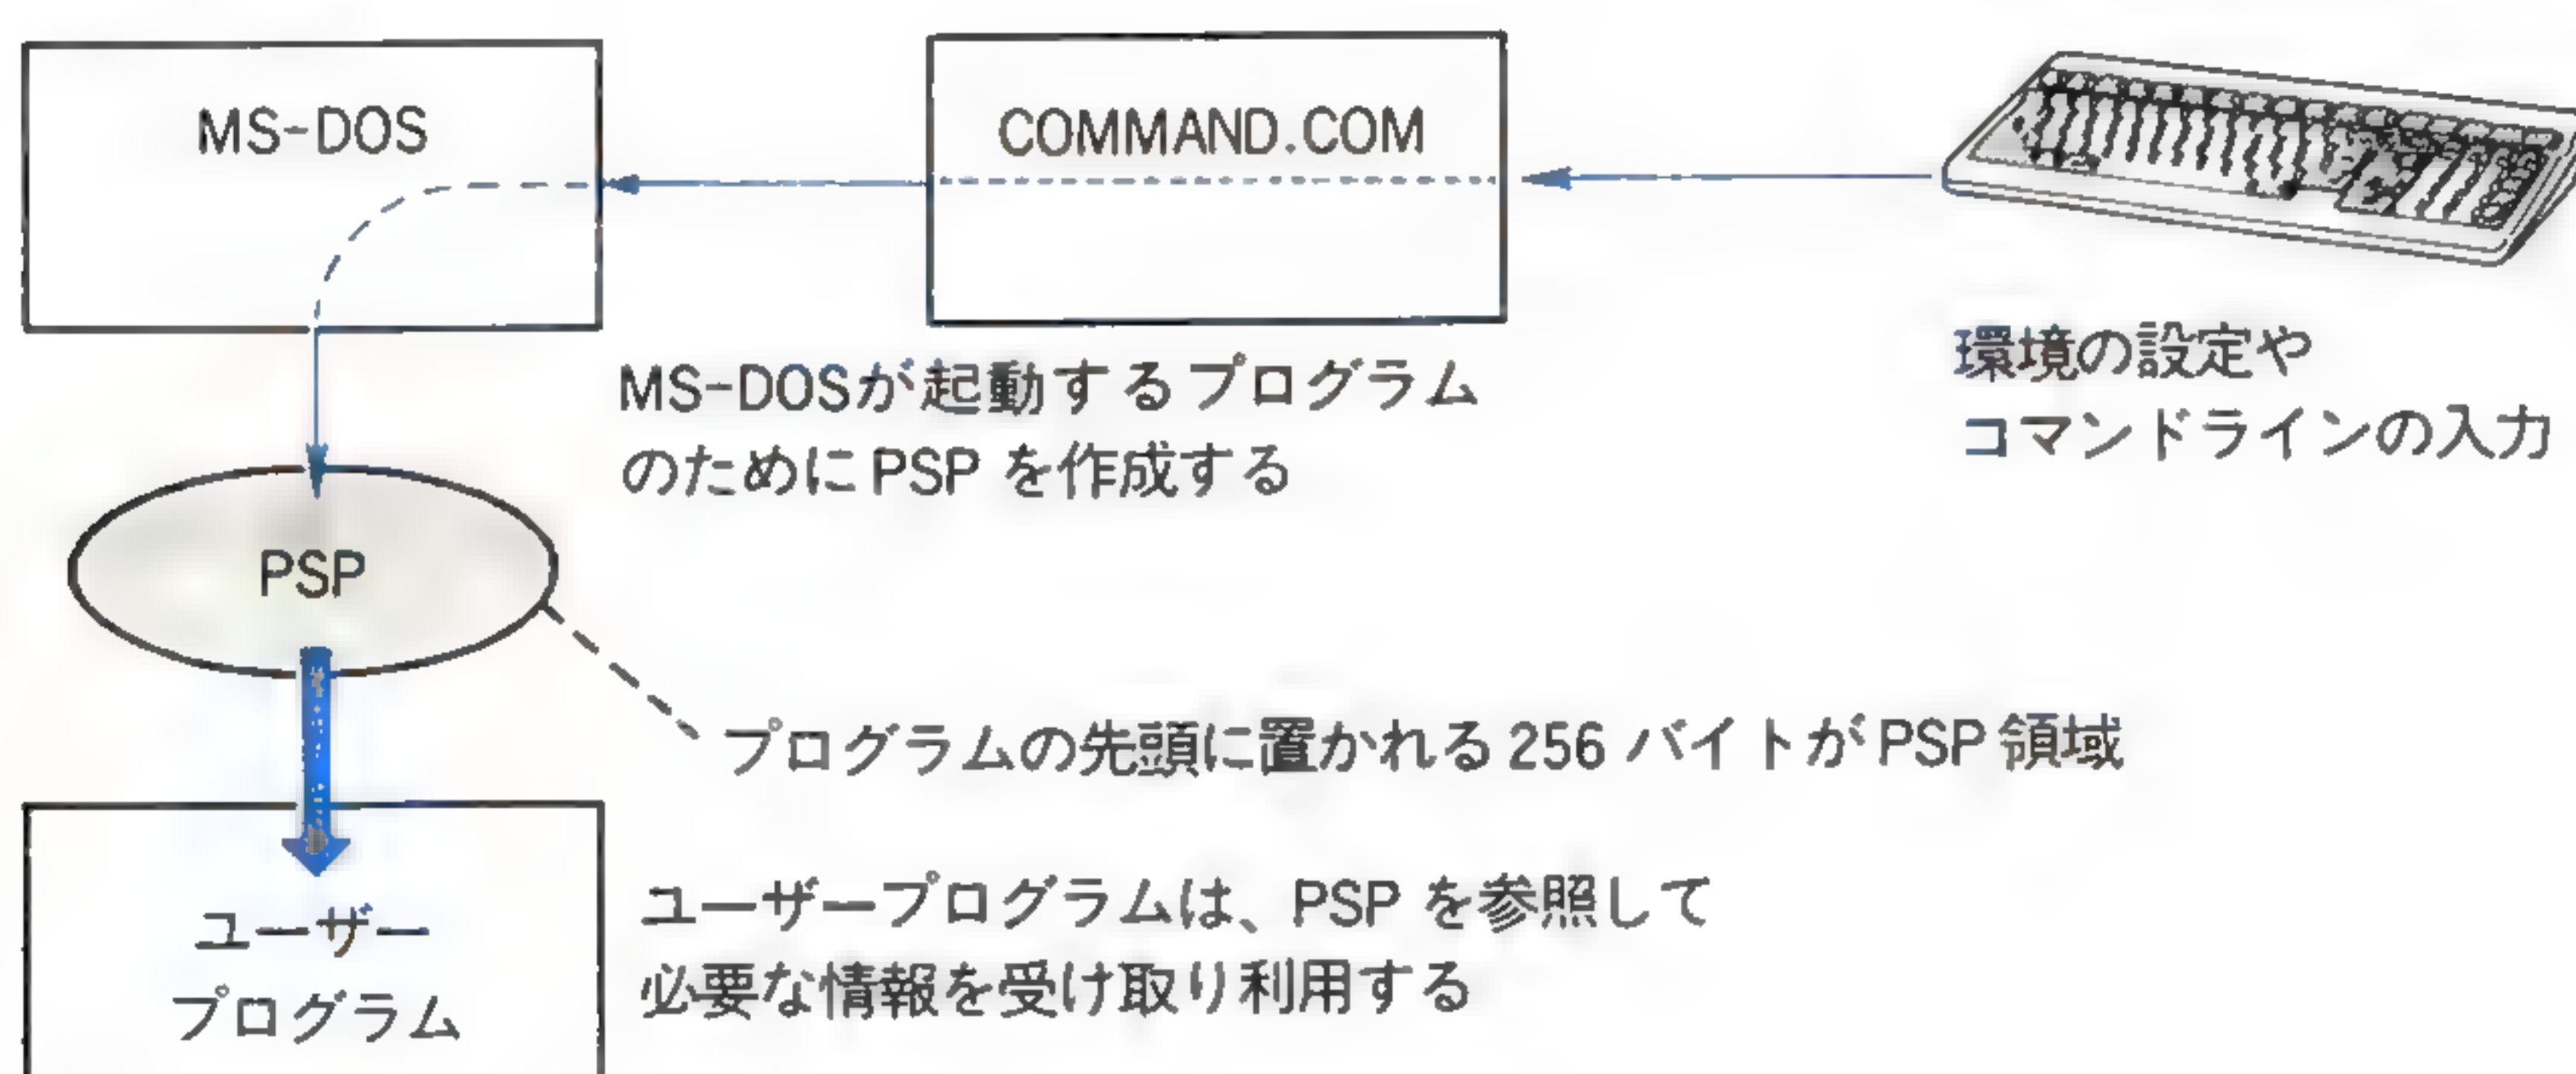 MS-DOS
COMMAND.COM
環境の設定や
コマンドラインの入力
MS-DOSが起動するプログラム
のためにPSPを作成する
PSP
プログラムの先頭に置かれる256バイトがPSP領域
ユーザー
プログラム
ユーザープログラムは、PSPを参照して
必要な情報を受け取り利用する